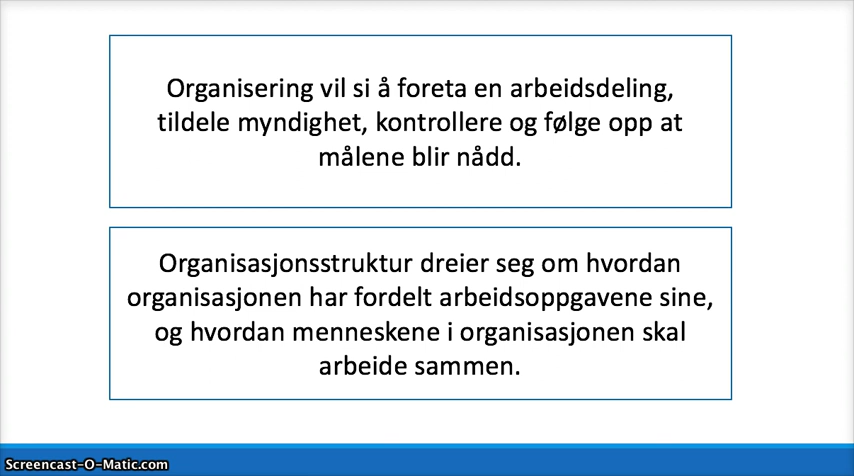 Organisering vil si å foreta en arbeidsdeling,
tildele myndighet, kontrollere og følge opp at
målene blir nådd.
Organisasjonsstruktur dreier seg om hvordan
organisasjonen har fordelt arbeidsoppgavene sine,
og hvordan menneskene i organisasjonen skal
arbeide sammen.
Screencast-O-Matic.com